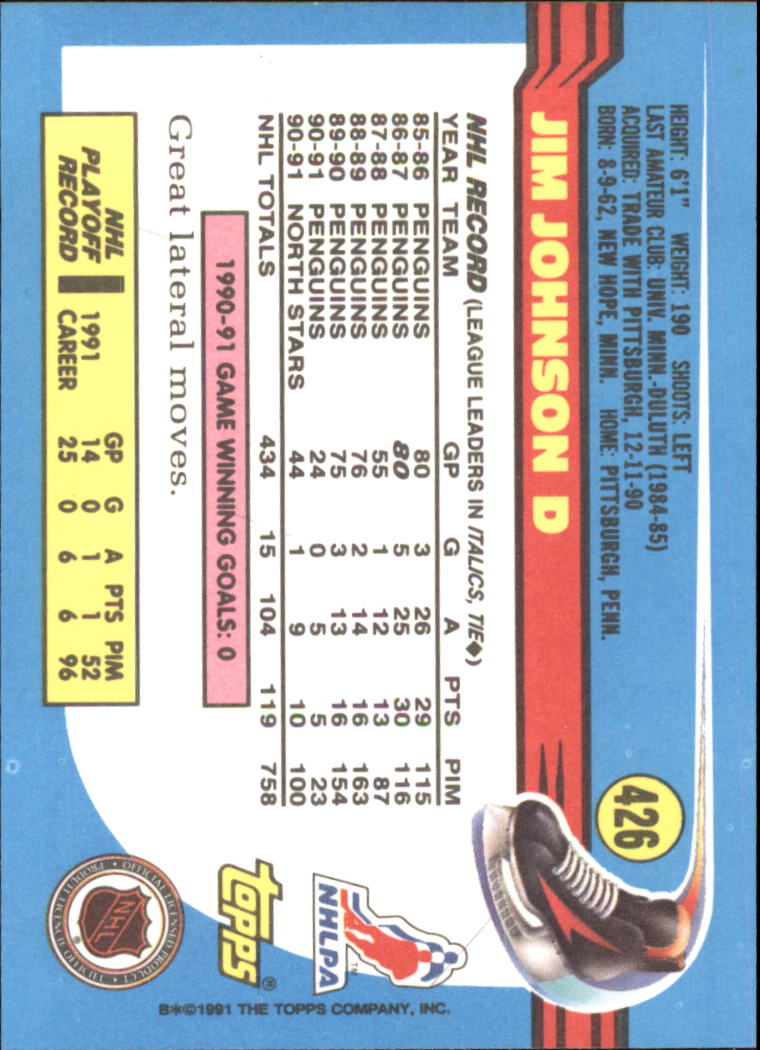 HEIGHT: 6'1" WEIGHT: 190 SHOOTS: LEFT
LAST AMATEUR CLUB: UNIV. MINN.-DULUTH (1984-85)
ACQUIRED: TRADE WITH PITTSBURGH, 12-11-90
BORN: 8-9-62, NEW HOPE, MINN. HOME: PITTSBURGH, PENN.
426
JIM JOHNSON D
NHL RECORD (LEAGUE LEADERS IN ITALICS, TIE◆)
YEAR TEAM GP G A PTS PIM
85-86 PENGUINS 80 3 26 29 115
86-87 PENGUINS 80 5 25 30 116
87-88 PENGUINS 55 1 12 13 87
88-89 PENGUINS 76 2 14 16 163
89-90 PENGUINS 75 3 13 16 154
90-91 PENGUINS 24 0 5 5 23
90-91 NORTH STARS 44 1 9 10 100
NHL TOTALS 434 15 104 119 758
1990-91 GAME WINNING GOALS: 0
Great lateral moves.
NHL PLAYOFF RECORD
GP G A PTS PIM
1991 14 0 1 1 52
CAREER 25 0 6 6 96
NHLPA
TM
topps®
NHL
®
OFFICIAL LICENSED PRODUCT • PRODUIT LICENCIÉ OFFICIEL •
B*©1991 THE TOPPS COMPANY, INC.